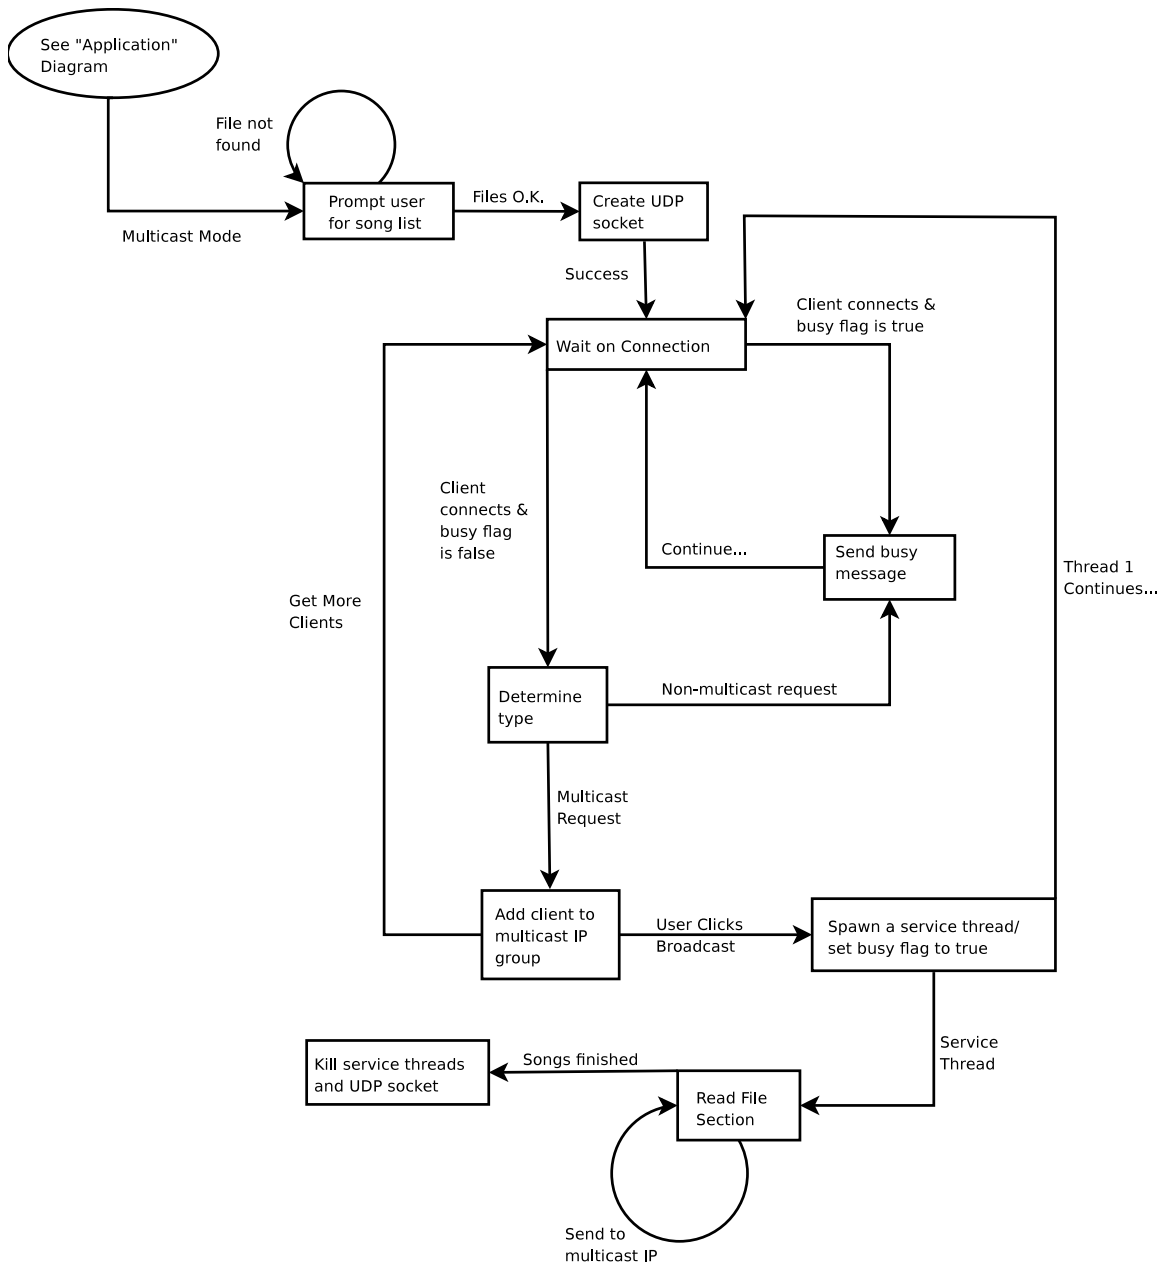 See "Application"
Diagram
File not
found
Prompt user
for song list
Files O.K.
Create UDP
socket
Multicast Mode
Success
Client connects &
busy flag is true
Wait on Connection
Client
connects &
busy flag
is false
Continue...
Send busy
message
Thread 1
Continues...
Get More
Clients
Determine
type
Non-multicast request
Multicast
Request
Add client to
multicast IP
group
User Clicks
Broadcast
Spawn a service thread/
set busy flag to true
Service
Thread
Kill service threads
and UDP socket
Songs finished
Read File
Section
Send to
multicast IP